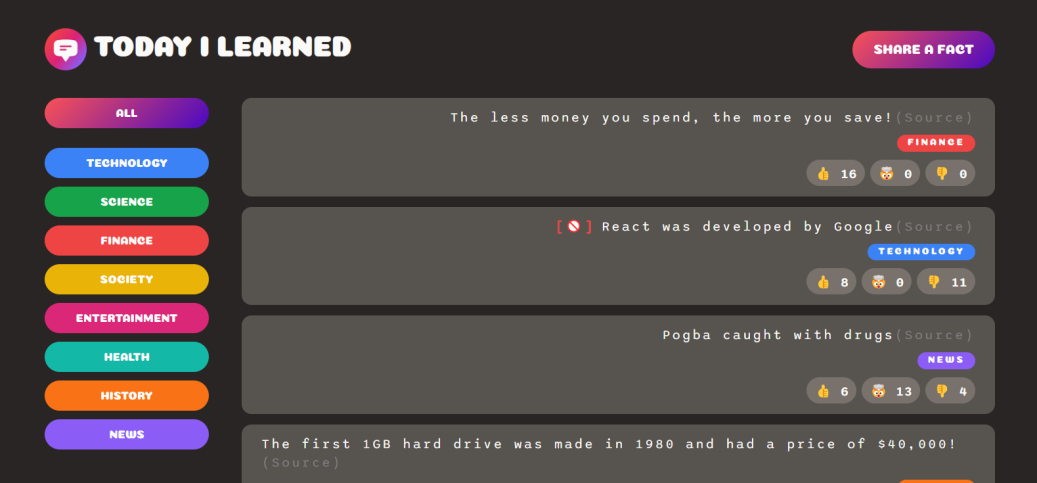 TODAY I LEARNED
SHARE A FACT
ALL
TECHNOLOGY
SCIENCE
FINANCE
SOCIETY
ENTERTAINMENT
HEALTH
HISTORY
NEWS
The less money you spend, the more you save!(Source)
FINANCE
👍 16 🤯 0 👎 0
[🚫] React was developed by Google(Source)
TECHNOLOGY
👍 8 🤯 0 👎 11
Pogba caught with drugs(Source)
NEWS
👍 6 🤯 13 👎 4
The first 1GB hard drive was made in 1980 and had a price of $40,000!
(Source)